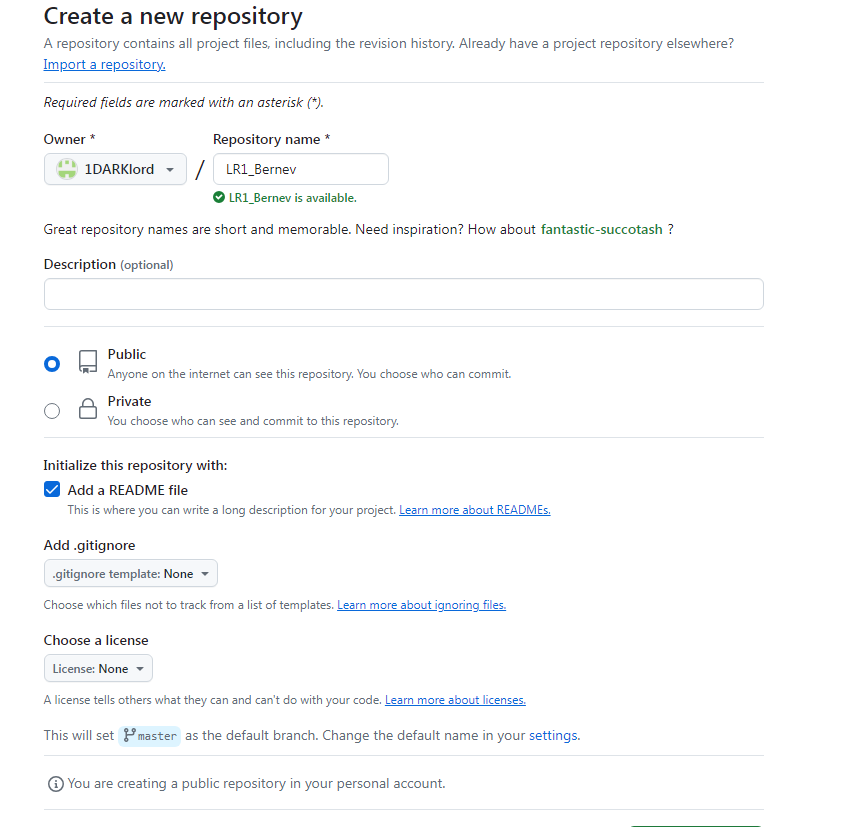 Create a new repository
A repository contains all project files, including the revision history. Already have a project repository elsewhere?
Import a repository.
Required fields are marked with an asterisk (*).
Owner * Repository name *
1DARKlord / LR1_Bernev
LR1_Bernev is available.
Great repository names are short and memorable. Need inspiration? How about fantastic-succotash ?
Description (optional)
Public
Anyone on the internet can see this repository. You choose who can commit.
Private
You choose who can see and commit to this repository.
Initialize this repository with:
Add a README file
This is where you can write a long description for your project. Learn more about READMEs.
Add .gitignore
.gitignore template: None
Choose which files not to track from a list of templates. Learn more about ignoring files.
Choose a license
License: None
A license tells others what they can and can't do with your code. Learn more about licenses.
This will set master as the default branch. Change the default name in your settings.
You are creating a public repository in your personal account.